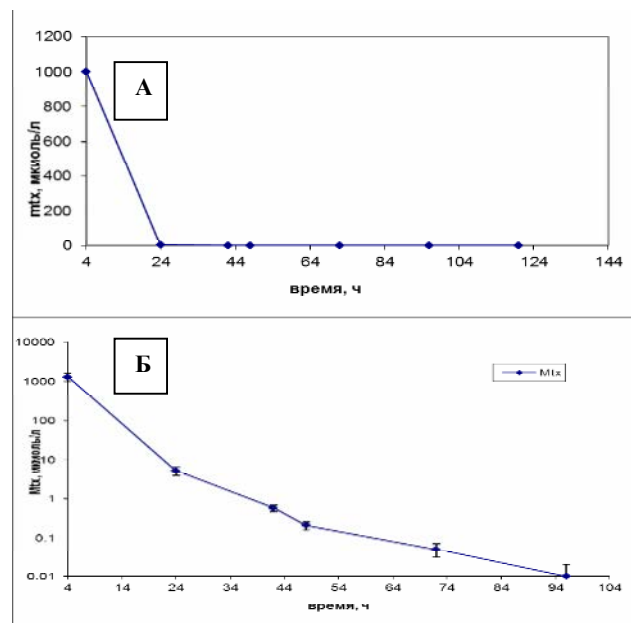 1200
1000
800
600
400
200
0
mtx, мкмоль/л
А
4 24 44 64 84 104 124 144
время, ч
10000
1000
100
10
1
0.1
0.01
Mtx, мкмоль/л
Б
Mtx
4 14 24 34 44 54 64 74 84 94 104
время, ч